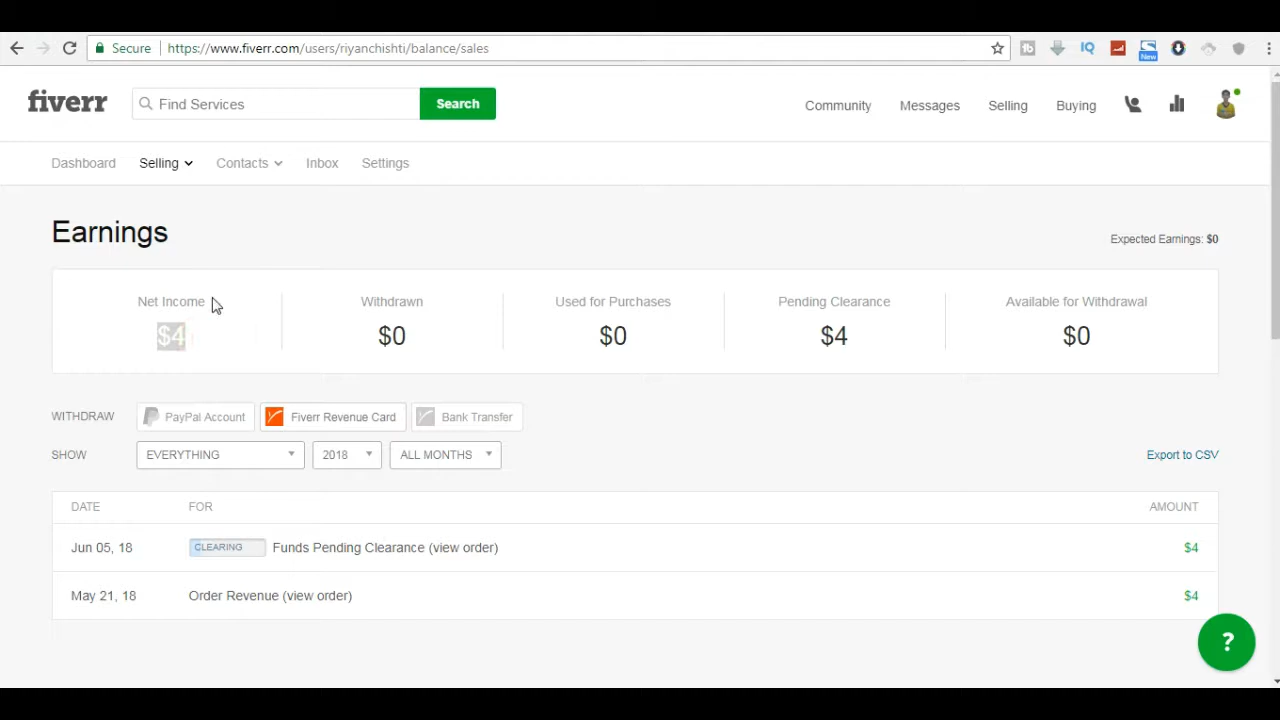 Secure https://www.fiverr.com/users/riyanchishti/balance/sales
New
fiverr Find Services Search Community Messages Selling Buying
Dashboard Selling Contacts Inbox Settings
Earnings
Expected Earnings: $0
Net Income Withdrawn Used for Purchases Pending Clearance Available for Withdrawal
$4 $0 $0 $4 $0
WITHDRAW PayPal Account Fiverr Revenue Card Bank Transfer
SHOW EVERYTHING 2018 ALL MONTHS Export to CSV
DATE FOR AMOUNT
Jun 05, 18 CLEARING Funds Pending Clearance (view order) $4
May 21, 18 Order Revenue (view order) $4
?